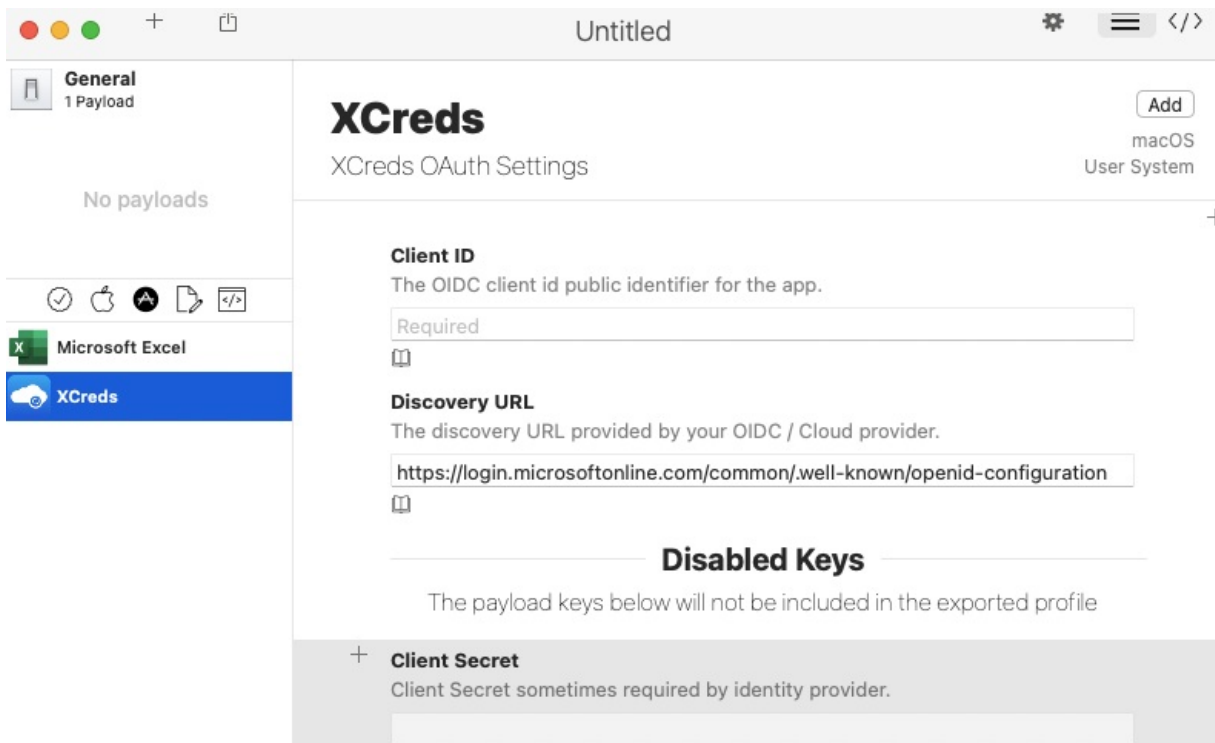 Untitled
General
1 Payload
No payloads
Microsoft Excel
XCreds
XCreds
XCreds OAuth Settings
Add
macOS
User System
Client ID
The OIDC client id public identifier for the app.
Required
Discovery URL
The discovery URL provided by your OIDC / Cloud provider.
https://login.microsoftonline.com/common/.well-known/openid-configuration
Disabled Keys
The payload keys below will not be included in the exported profile
Client Secret
Client Secret sometimes required by identity provider.